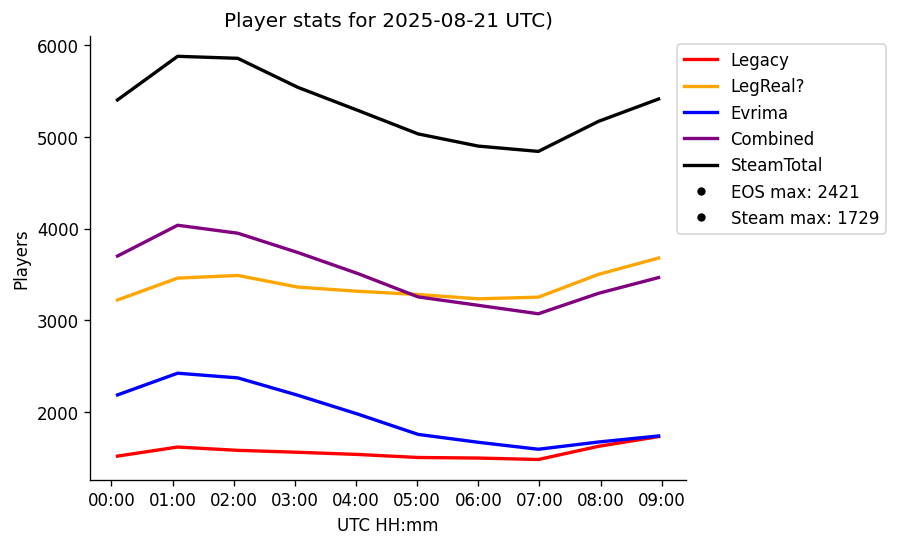 Player stats for 2025-08-21 UTC)
6000
5000
4000
3000
2000
Players
00:00 01:00 02:00 03:00 04:00 05:00 06:00 07:00 08:00 09:00
UTC HH:mm
Legacy
LegReal?
Evrima
Combined
SteamTotal
EOS max: 2421
Steam max: 1729